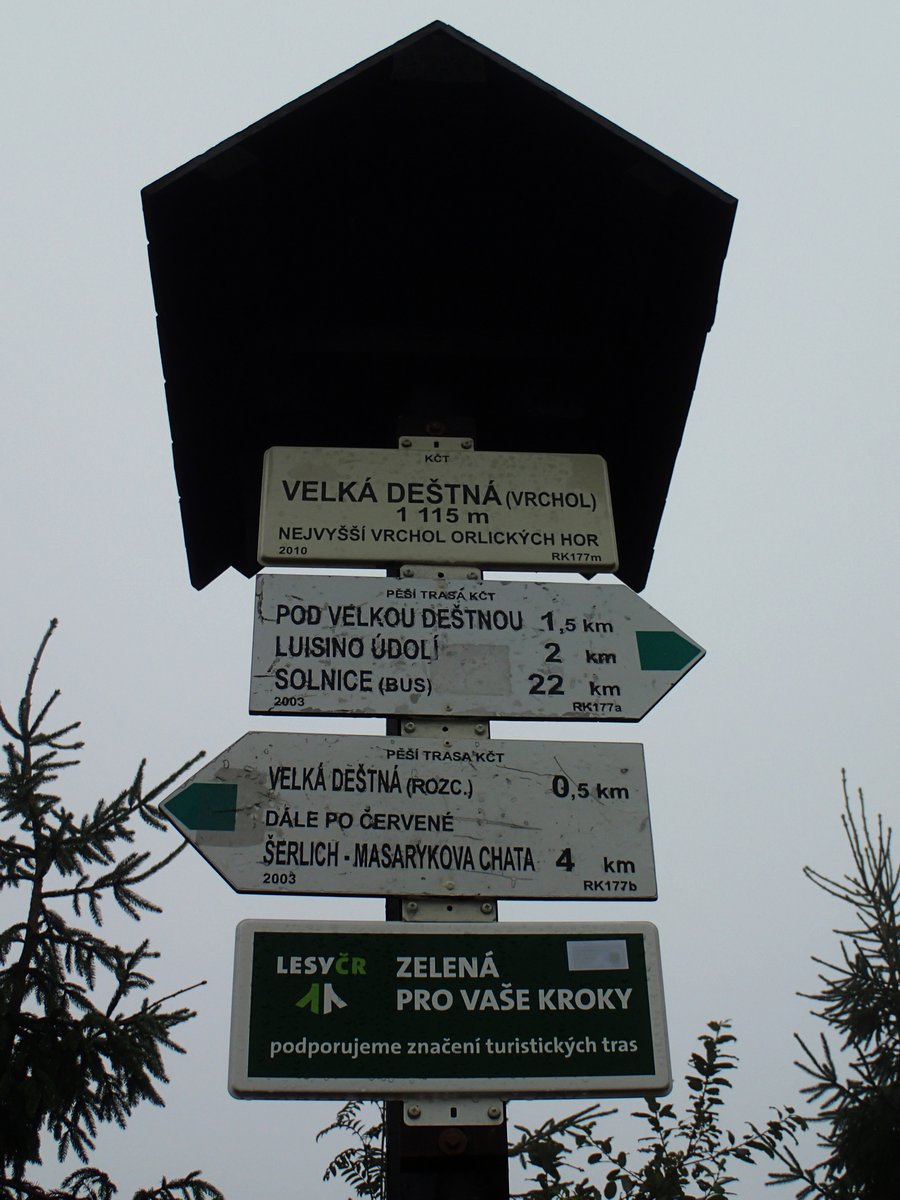 KČT
VELKÁ DEŠTNÁ (VRCHOL)
1 115 m
NEJVYŠŠÍ VRCHOL ORLICKÝCH HOR
2010 RK177m
PĚŠÍ TRASA KČT
POD VELKOU DEŠTNOU 1,5 km
LUISINO ÚDOLÍ 2 km
SOLNICE (BUS) 22 km
2003 RK177a
PĚŠÍ TRASA KČT
VELKÁ DEŠTNÁ (ROZC.) 0,5 km
DÁLE PO ČERVENÉ
ŠERLICH - MASARYKOVA CHATA 4 km
2003 RK177b
LESYČR ZELENÁ
PRO VAŠE KROKY
podporujeme značení turistických tras